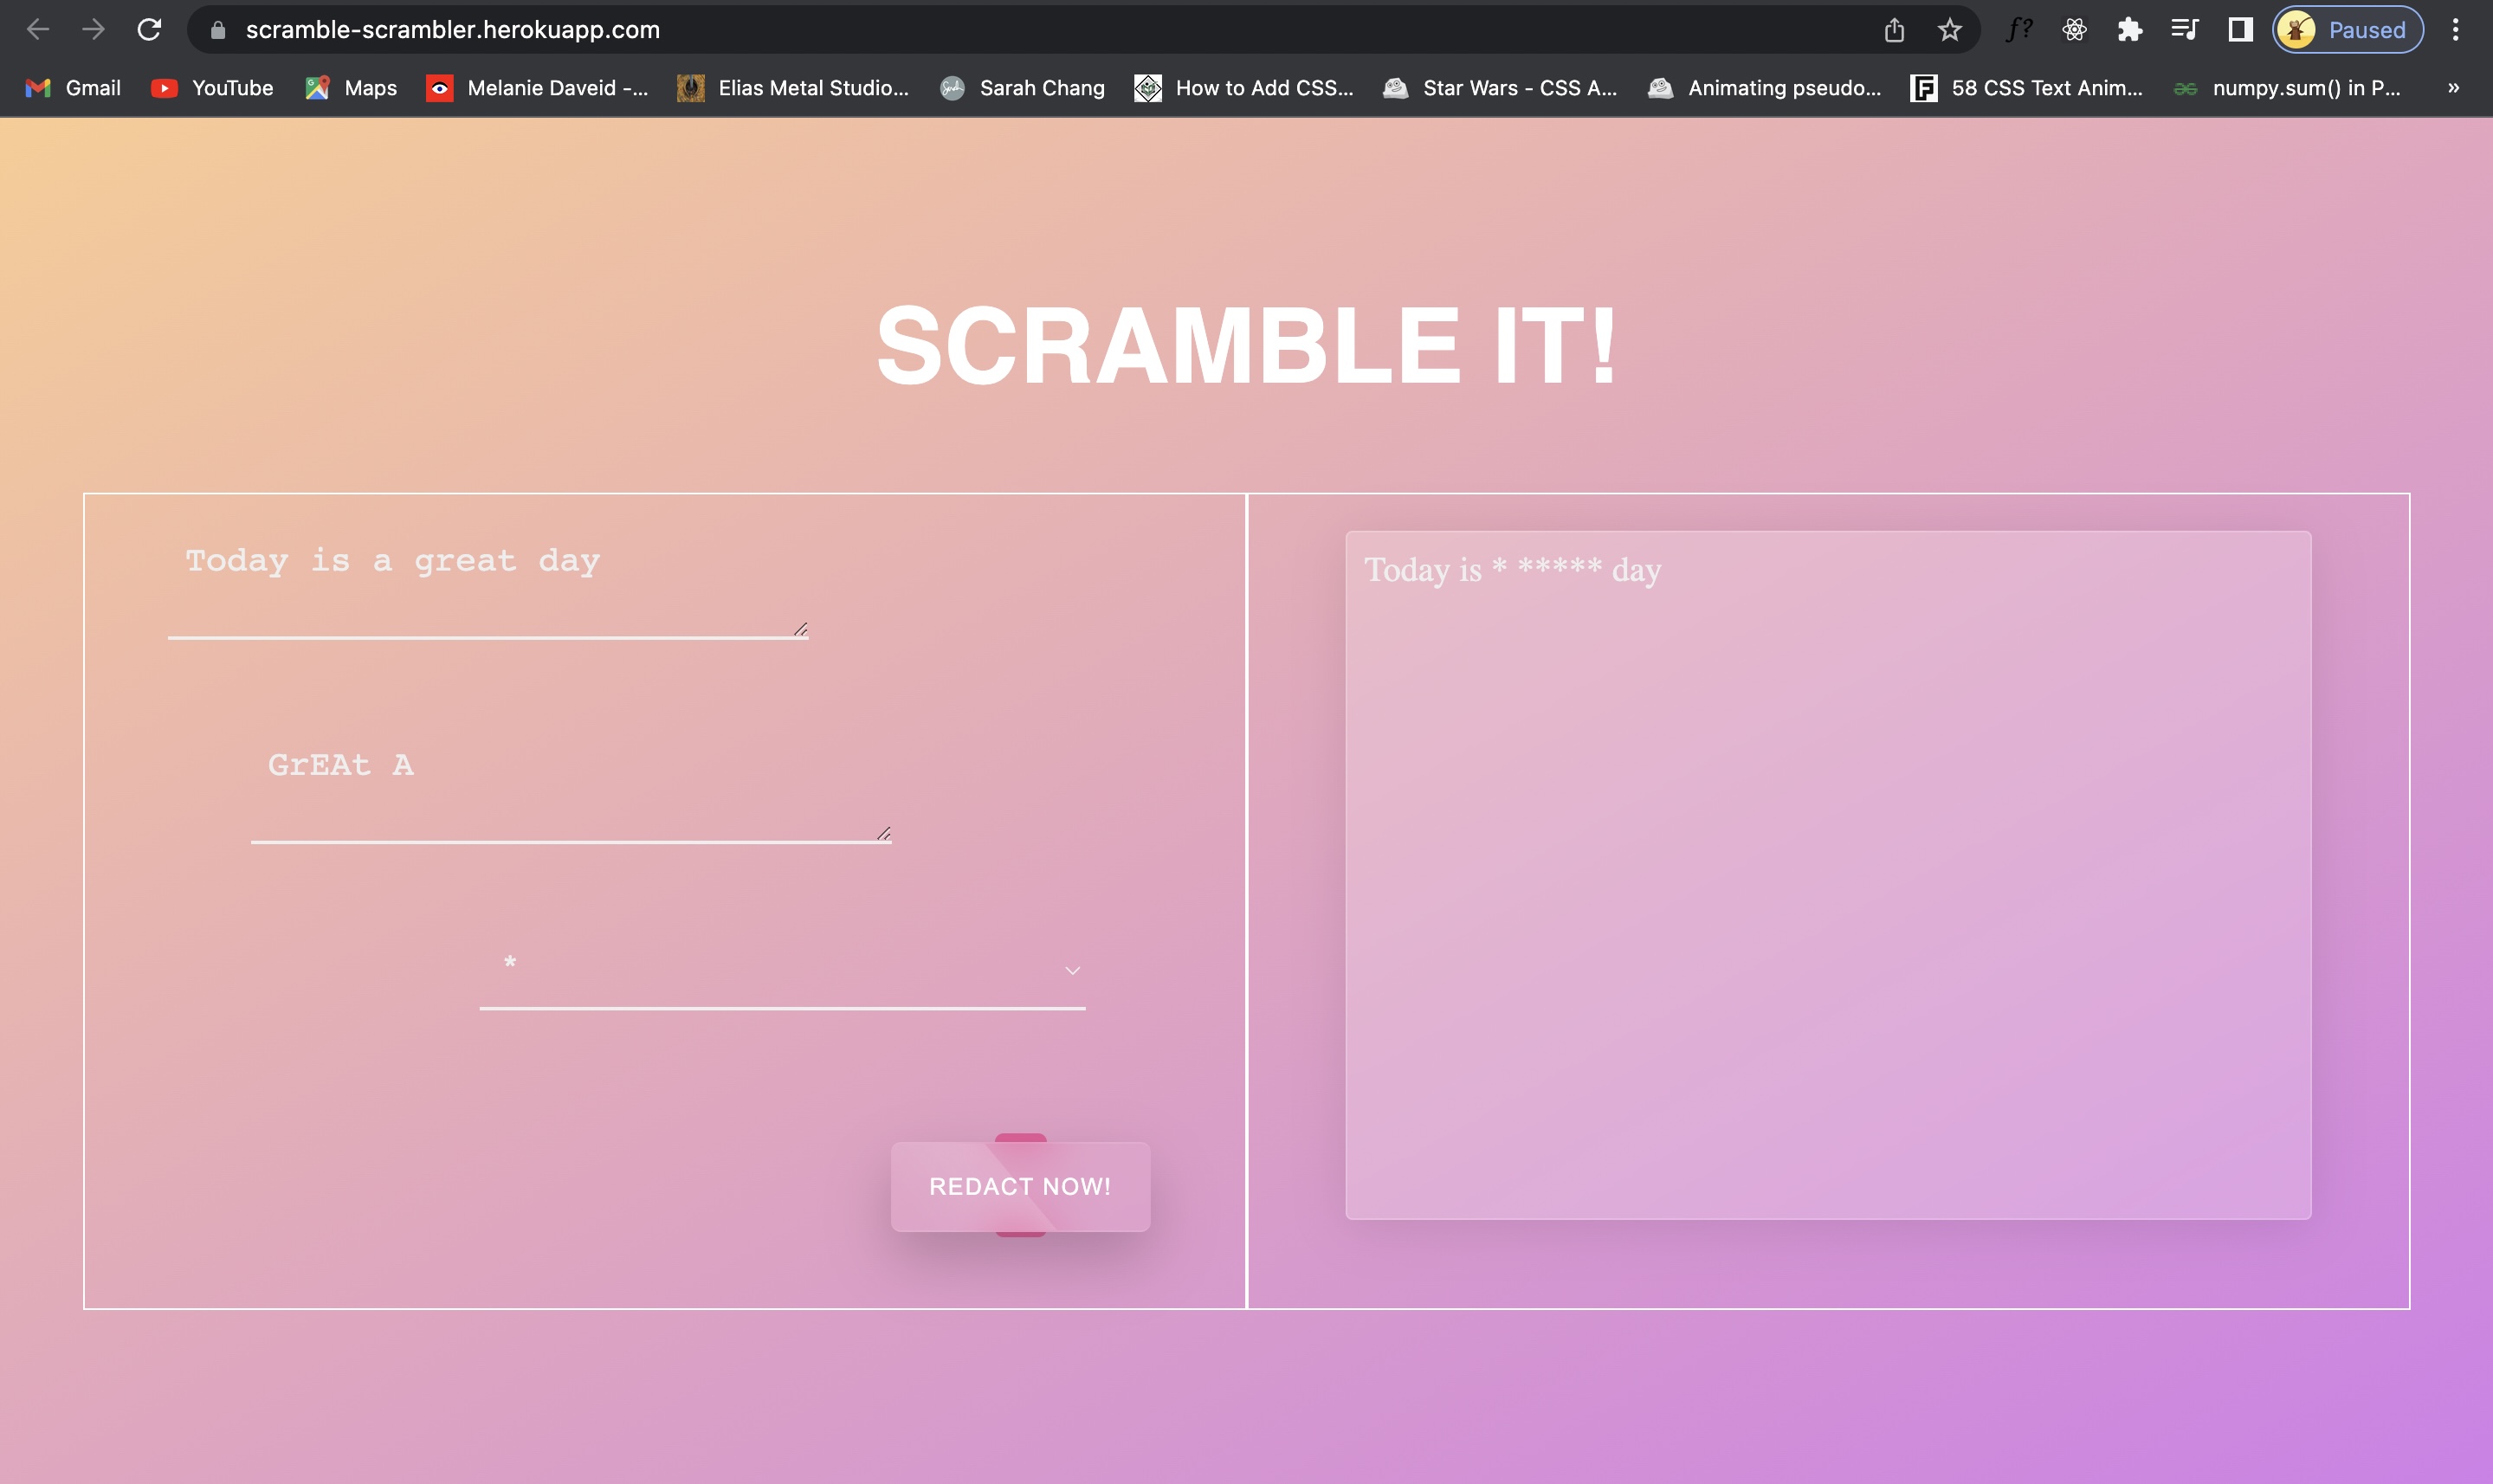 scramble-scrambler.herokuapp.com f? Paused
Gmail YouTube Maps Melanie Daveid -... Elias Metal Studio... Sarah Chang How to Add CSS... Star Wars - CSS A... Animating pseudo... 58 CSS Text Anim... numpy.sum() in P... »
SCRAMBLE IT!
Today is a great day
GrEAt A
*
REDACT NOW!
Today is * ***** day